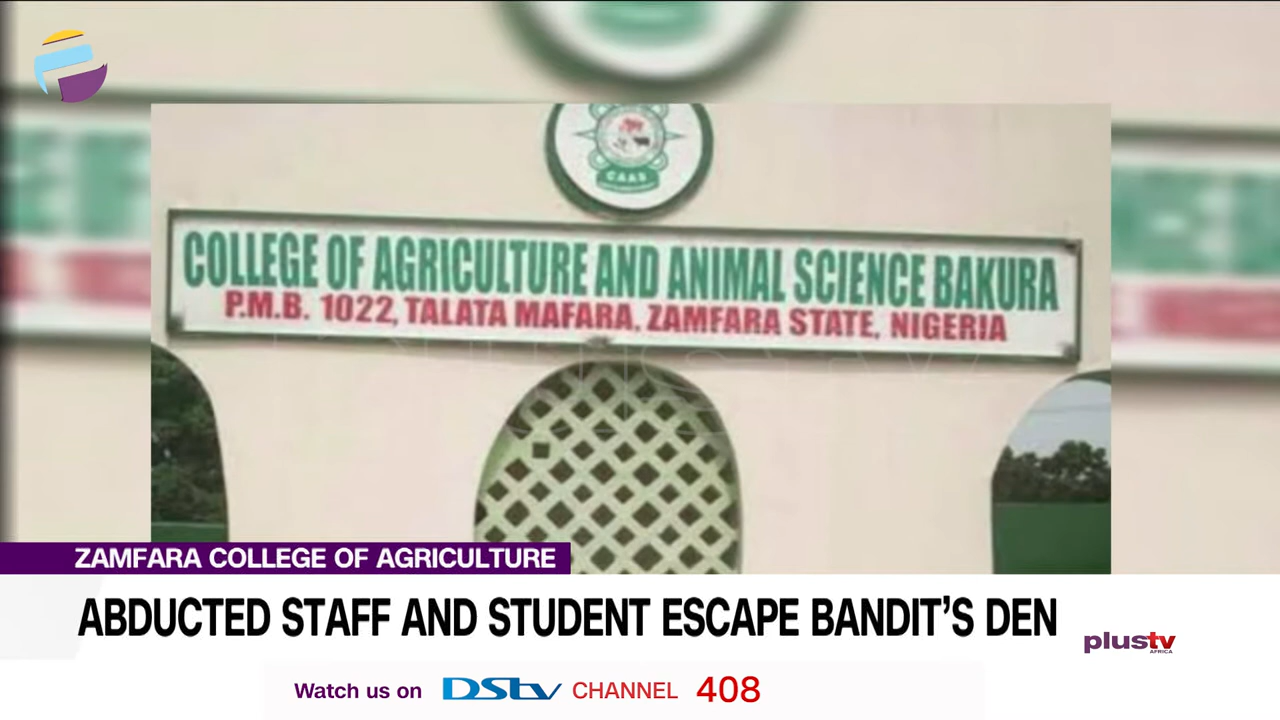 CAAS
COLLEGE OF AGRICULTURE AND ANIMAL SCIENCE BAKURA
P.M.B. 1022, TALATA MAFARA, ZAMFARA STATE, NIGERIA
ZAMFARA COLLEGE OF AGRICULTURE
ABDUCTED STAFF AND STUDENT ESCAPE BANDIT'S DEN
plustv
AFRICA
Watch us on DStv CHANNEL 408